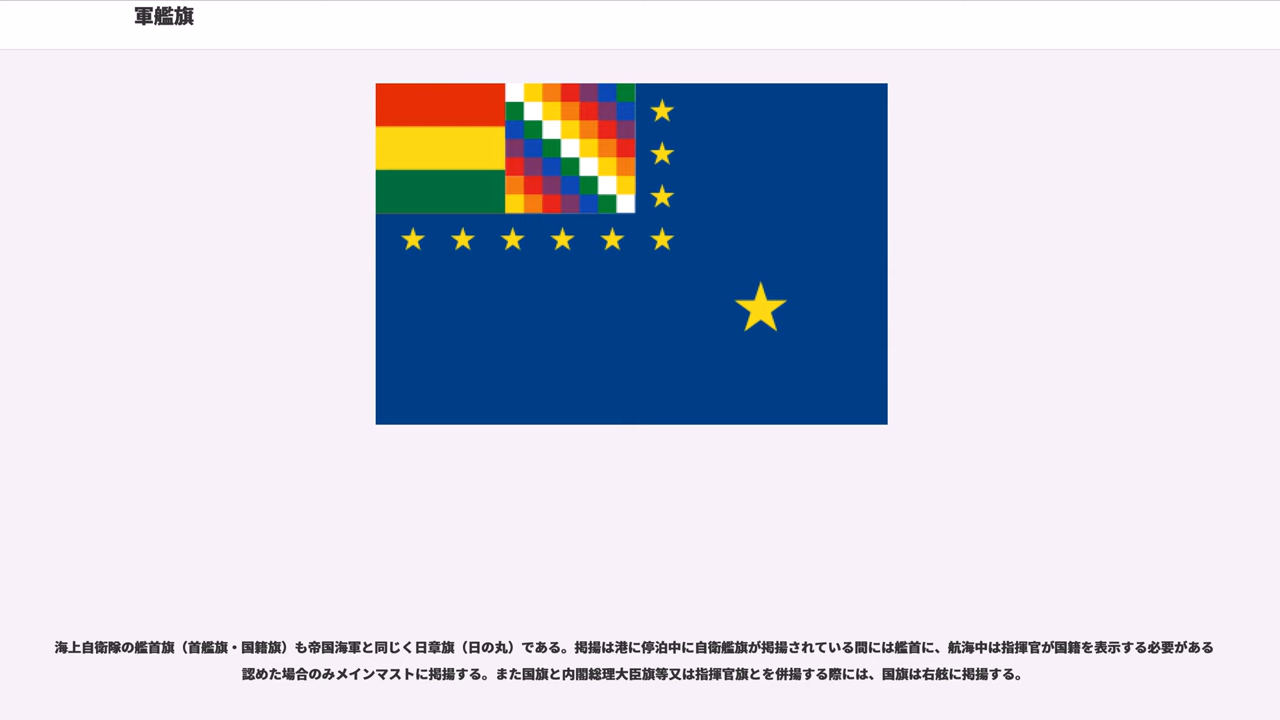 軍艦旗
海上自衛隊の艦首旗（首艦旗・国籍旗）も帝国海軍と同じく日章旗（日の丸）である。掲揚は港に停泊中に自衛艦旗が掲揚されている間には艦首に、航海中は指揮官が国籍を表示する必要がある
認めた場合のみメインマストに掲揚する。また国旗と内閣総理大臣旗等又は指揮官旗とを併揚する際には、国旗は右舷に掲揚する。